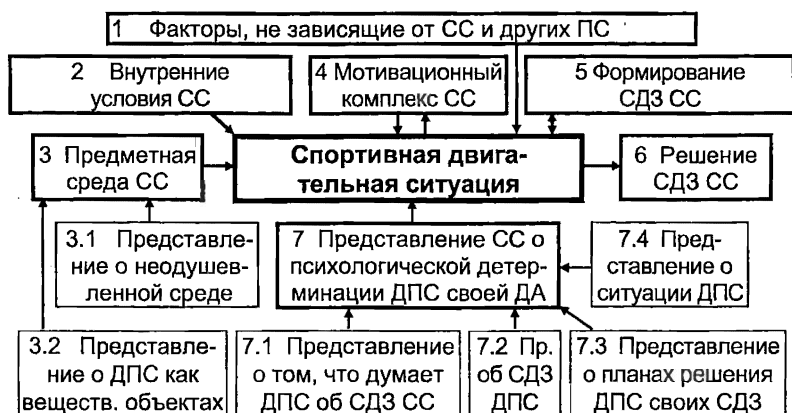 1 Факторы, не зависящие от СС и других ПС
2 Внутренние
условия СС
4 Мотивационный
комплекс СС
5 Формирование
СДЗ СС
3 Предметная
среда СС
Спортивная двига-
тельная ситуация
6 Решение
СДЗ СС
3.1 Представле-
ние о неодушев-
ленной среде
7 Представление СС о
психологической детер-
минации ДПС своей ДА
7.4 Пред-
ставление о
ситуации ДПС
3.2 Представле-
ние о ДПС как
веществ. объектах
7.1 Представление
о том, что думает
ДПС об СДЗ СС
7.2 Пр.
об СДЗ
ДПС
7.3 Представление
о планах решения
ДПС своих СДЗ